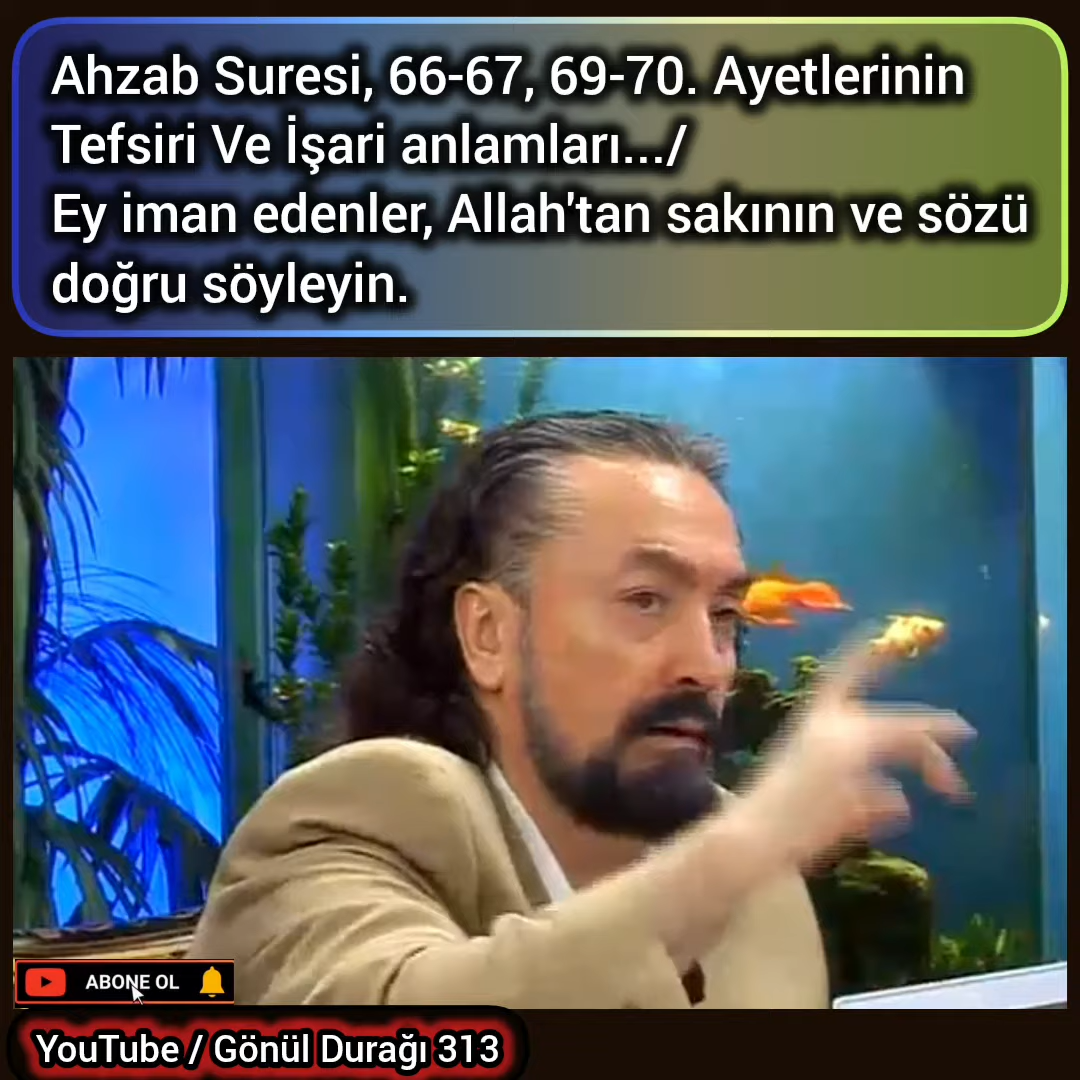 Ahzab Suresi, 66-67, 69-70. Ayetlerinin
Tefsiri Ve İşari anlamları.../
Ey iman edenler, Allah'tan sakının ve sözü
doğru söyleyin.
ABONE OL
YouTube / Gönül Durağı 313